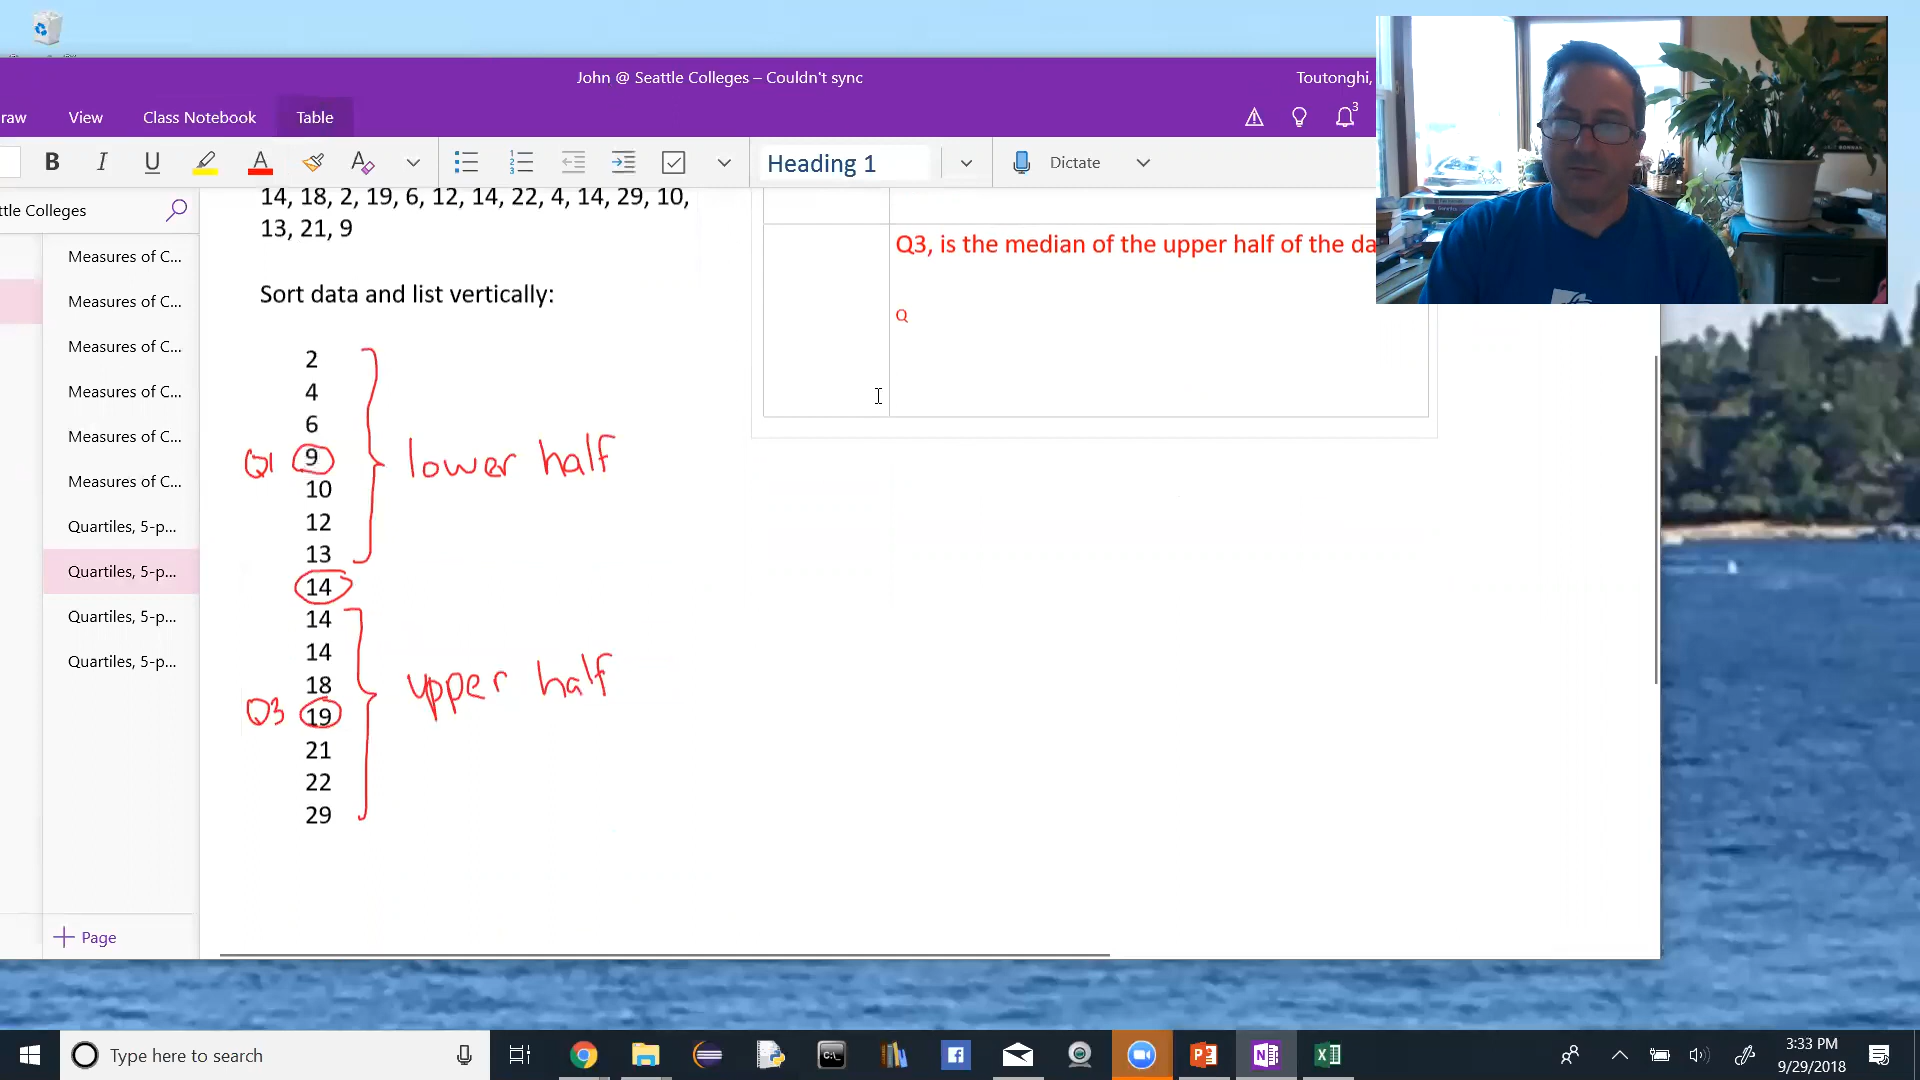 John @ Seattle Colleges – Couldn't sync
Toutonghi,
raw View Class Notebook Table
3
B I U A A Heading 1 Dictate
tle Colleges
Measures of C...
Measures of C...
Measures of C...
Measures of C...
Measures of C...
Measures of C...
Quartiles, 5-p...
Quartiles, 5-p...
Quartiles, 5-p...
Quartiles, 5-p...
Page
14, 18, 2, 19, 6, 12, 14, 22, 4, 14, 29, 10,
13, 21, 9
Sort data and list vertically:
2
4
6
Q1 9 lower half
10
12
13
14
14
14
18 upper half
Q3 19
21
22
29
Q3, is the median of the upper half of the da
Q
Type here to search
3:33 PM
9/29/2018